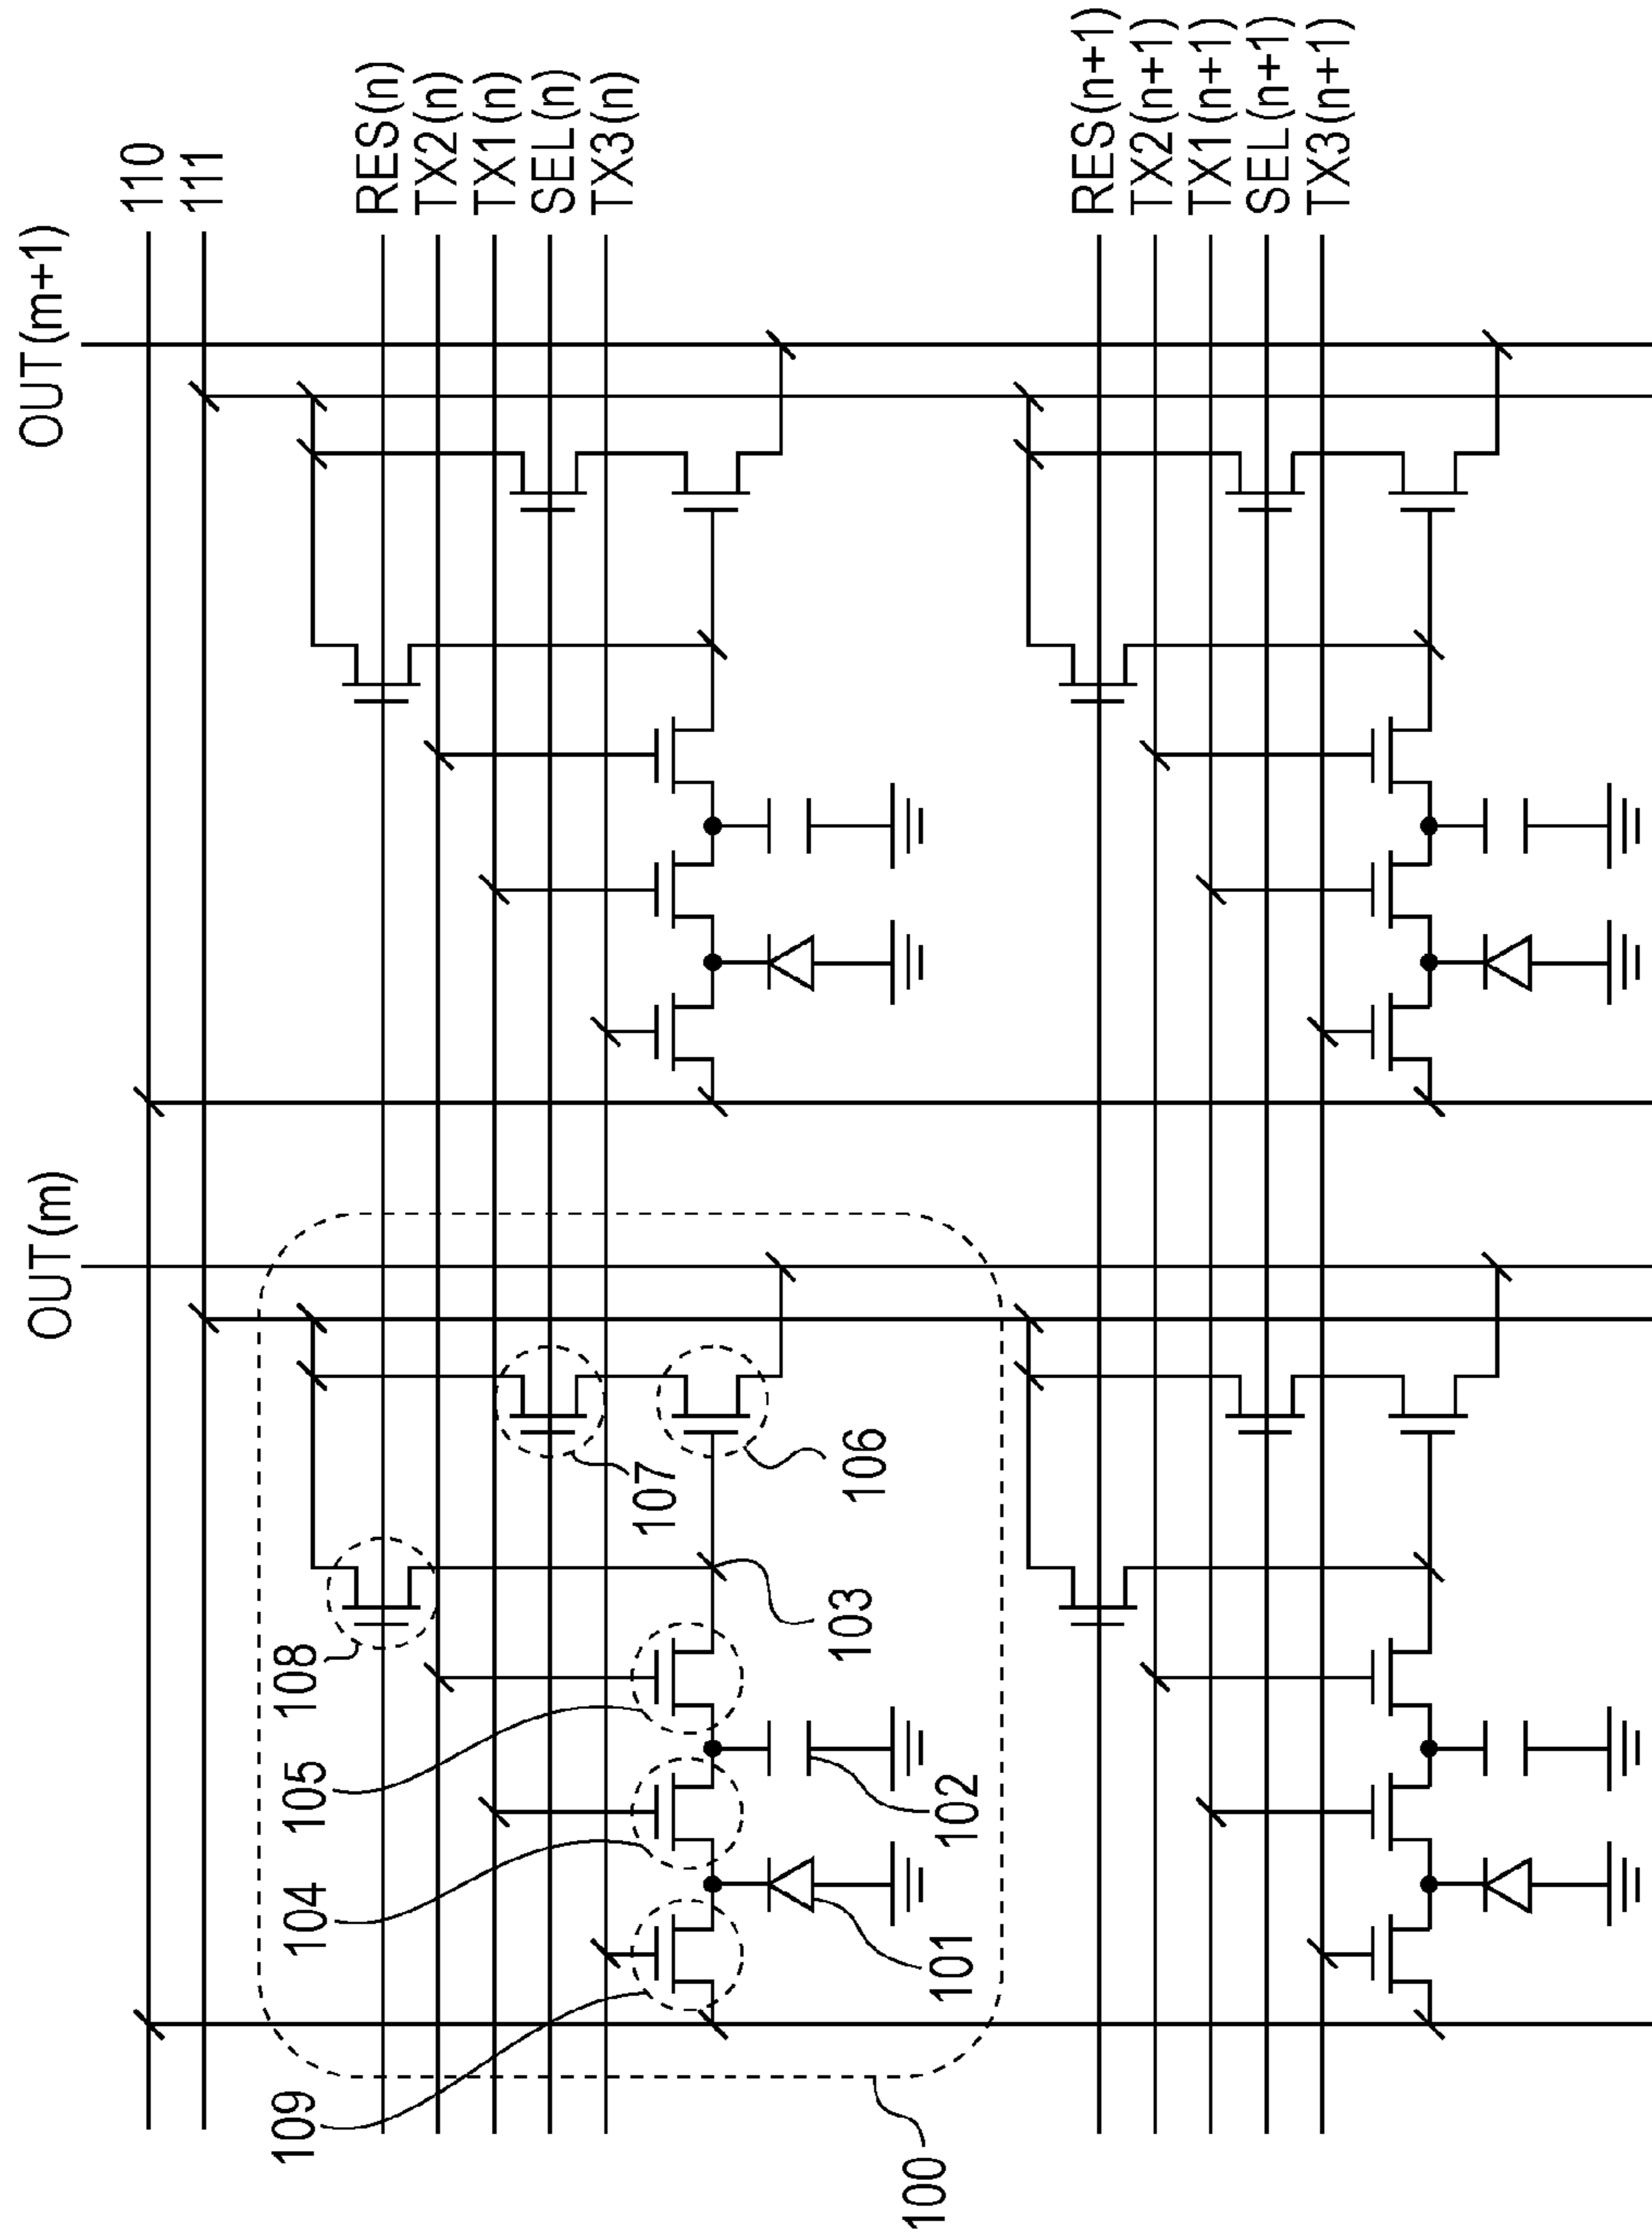 OUT(m)
OUT(m+1)
110
111
RES(n)
TX2(n)
TX1(n)
SEL(n)
TX3(n)
RES(n+1)
TX2(n+1)
TX1(n+1)
SEL(n+1)
TX3(n+1)
109
104
105
108
107
106
103
102
101
100